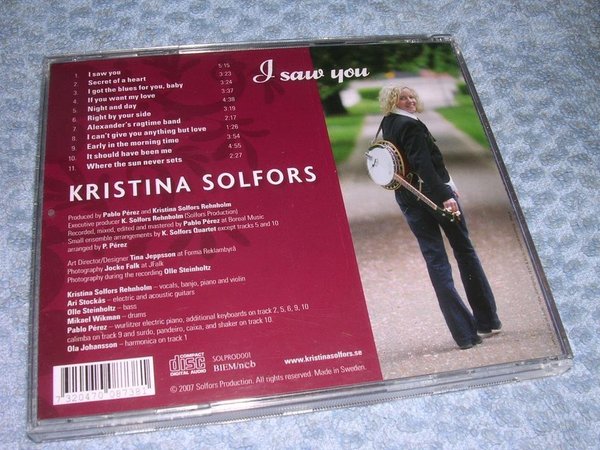 I saw you
1. I saw you 5:15
2. Secret of a heart 3:23
3. I got the blues for you, baby 3:24
4. If you want my love 3:37
5. Night and day 4:38
6. Right by your side 3:19
7. Alexander's ragtime band 2:17
8. I can't give you anything but love 1:26
9. Early in the morning time 3:54
10. It should have been me 4:55
11. Where the sun never sets 2:27
KRISTINA SOLFORS
Produced by Pablo Pérez and Kristina Solfors Rehnholm
Executive producer K. Solfors Rehnholm (Solfors Production)
Recorded, mixed, edited and mastered by Pablo Pérez at Boreal Music
Small ensemble arrangements by K. Solfors Quartet except tracks 5 and 10
arranged by P. Pérez
Art Director/Designer Tina Jeppsson at Forma Reklambyrå
Photography Jocke Falk at JFalk
Photography during the recording Olle Steinholtz
Kristina Solfors Rehnholm – vocals, banjo, piano and violin
Ari Stockås – electric and acoustic guitars
Olle Steinholtz – bass
Mikael Wikman – drums
Pablo Pérez – wurlitzer electric piano, additional keyboards on track 2, 5, 6, 9, 10
calimba on track 9 and surdo, pandeiro, caixa, and shaker on track 10.
Ola Johansson – harmonica on track 1
COMPACT
disc
DIGITAL AUDIO
SOLPROD001
BIEM/ncb
www.kristinasolfors.se
7 320470 087381
© 2007 Solfors Production. All rights reserved. Made in Sweden.